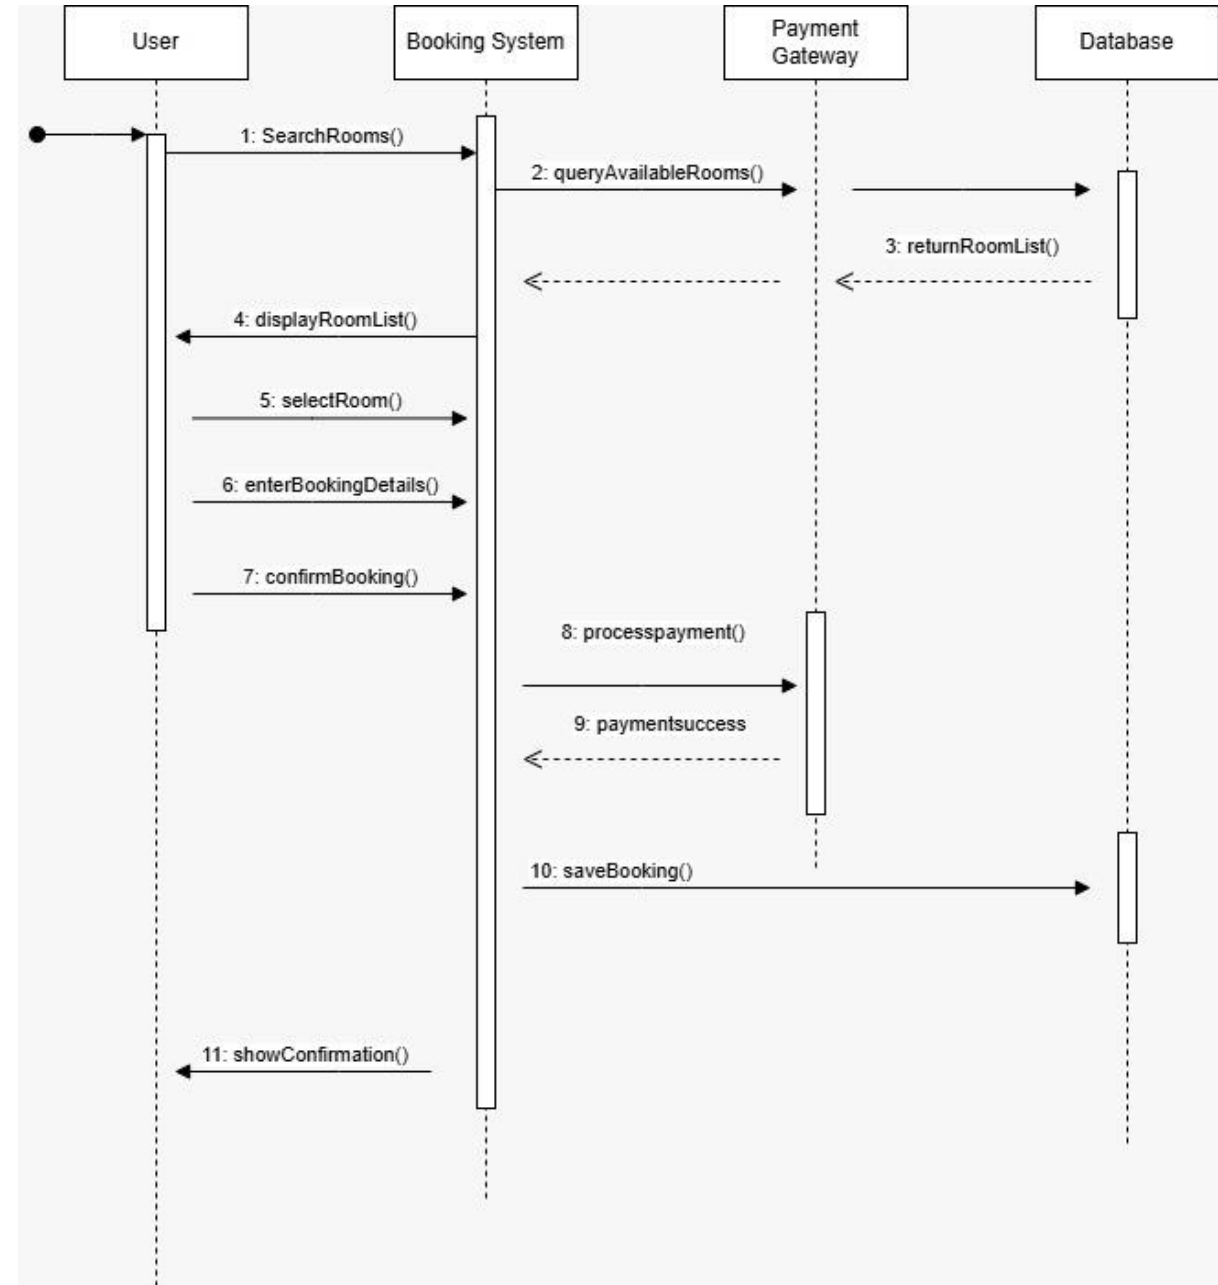 User
Booking System
Payment
Gateway
Database
1: SearchRooms()
2: queryAvailableRooms()
3: returnRoomList()
4: displayRoomList()
5: selectRoom()
6: enterBookingDetails()
7: confirmBooking()
8: processpayment()
9: paymentsuccess
10: saveBooking()
11: showConfirmation()